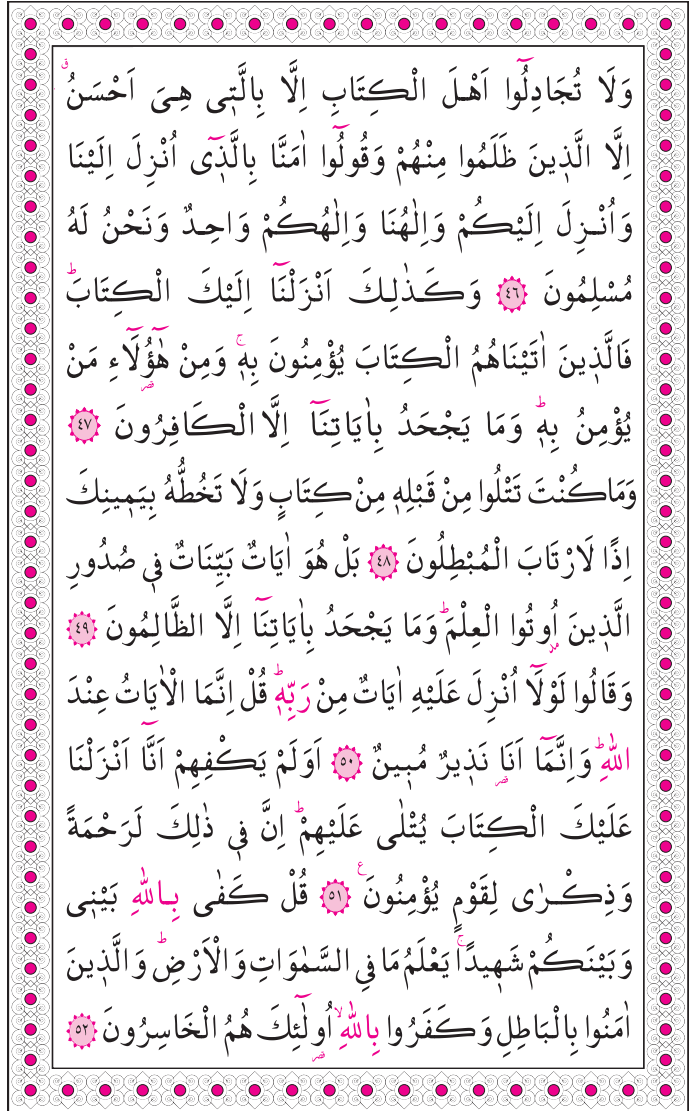 وَلَا تُجَادِلُٓوا اَهْلَ الْكِتَابِ اِلَّا بِالَّت۪ي هِيَ اَحْسَنُۗ
اِلَّا الَّذ۪ينَ ظَلَمُوا مِنْهُمْ وَقُولُٓوا اٰمَنَّا بِالَّذ۪ٓي اُنْزِلَ اِلَيْنَا
وَاُنْزِلَ اِلَيْكُمْ وَاِلٰهُنَا وَاِلٰهُكُمْ وَاحِدٌ وَنَحْنُ لَهُ
مُسْلِمُونَ ﴿٤٦﴾ وَكَذٰلِكَ اَنْزَلْنَٓا اِلَيْكَ الْكِتَابَۜ
فَالَّذ۪ينَ اٰتَيْنَاهُمُ الْكِتَابَ يُؤْمِنُونَ بِه۪ۚ وَمِنْ هٰٓؤُ۬لَٓاءِ مَنْ
يُؤْمِنُ بِه۪ۜ وَمَا يَجْحَدُ بِاٰيَاتِنَٓا اِلَّا الْكَافِرُونَ ﴿٤٧﴾
وَمَا كُنْتَ تَتْلُوا مِنْ قَبْلِه۪ مِنْ كِتَابٍ وَلَا تَخُطُّهُ بِيَم۪ينِكَ
اِذًا لَارْتَابَ الْمُبْطِلُونَ ﴿٤٨﴾ بَلْ هُوَ اٰيَاتٌ بَيِّنَاتٌ ف۪ي صُدُورِ
الَّذ۪ينَ اُو۫تُوا الْعِلْمَۜ وَمَا يَجْحَدُ بِاٰيَاتِنَٓا اِلَّا الظَّالِمُونَ ﴿٤٩﴾
وَقَالُوا لَوْلَٓا اُنْزِلَ عَلَيْهِ اٰيَاتٌ مِنْ رَبِّه۪ۜ قُلْ اِنَّمَا الْاٰيَاتُ عِنْدَ
اللّٰهِۜ وَاِنَّمَٓا اَنَا۬ نَذ۪يرٌ مُب۪ينٌ ﴿٥٠﴾ اَوَلَمْ يَكْفِهِمْ اَنَّٓا اَنْزَلْنَا
عَلَيْكَ الْكِتَابَ يُتْلٰى عَلَيْهِمْۜ اِنَّ ف۪ي ذٰلِكَ لَرَحْمَةً
وَذِكْرٰى لِقَوْمٍ يُؤْمِنُونَ۟ ﴿٥١﴾ قُلْ كَفٰى بِاللّٰهِ بَيْن۪ي
وَبَيْنَكُمْ شَه۪يدًاۚ يَعْلَمُ مَا فِي السَّمٰوَاتِ وَالْاَرْضِۜ وَالَّذ۪ينَ
اٰمَنُوا بِالْبَاطِلِ وَكَفَرُوا بِاللّٰهِۙ اُو۬لٰٓئِكَ هُمُ الْخَاسِرُونَ ﴿٥٢﴾